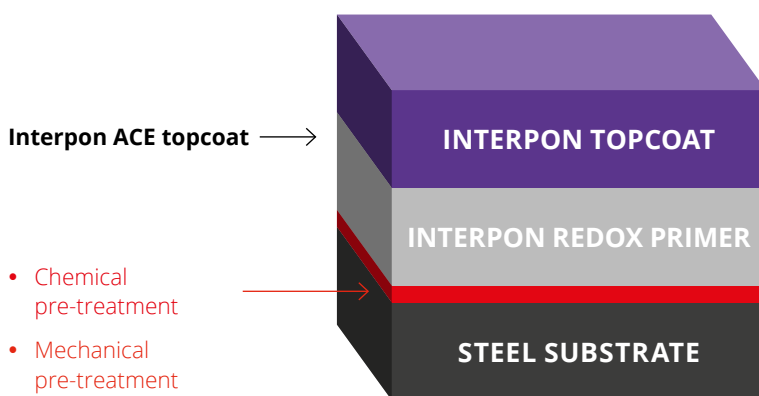 Interpon ACE topcoat
INTERPON TOPCOAT
INTERPON REDOX PRIMER
• Chemical
pre-treatment
• Mechanical
pre-treatment
STEEL SUBSTRATE